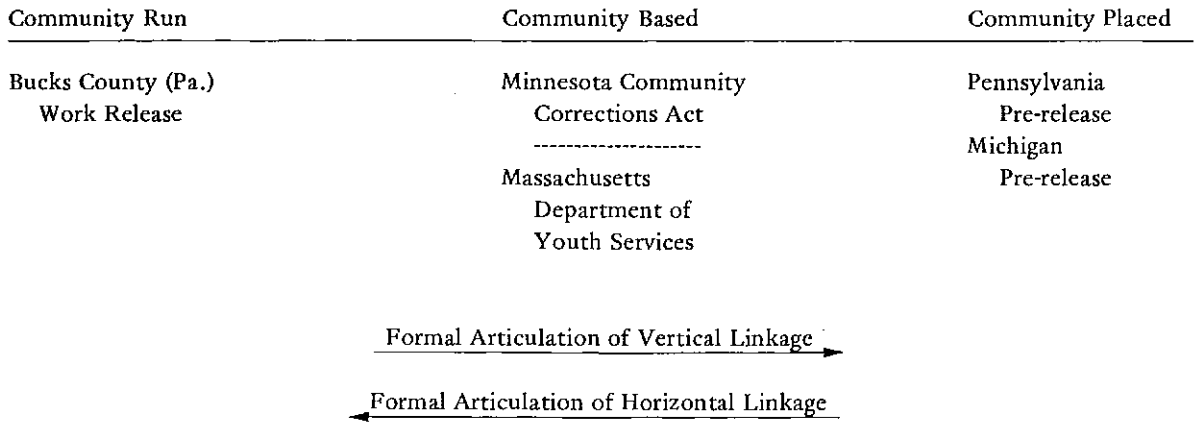 Community Run Community Based Community Placed
Bucks County (Pa.) Minnesota Community Pennsylvania
Work Release Corrections Act Pre-release
--------------------- Michigan
Massachusetts Pre-release
Department of
Youth Services
Formal Articulation of Vertical Linkage
Formal Articulation of Horizontal Linkage